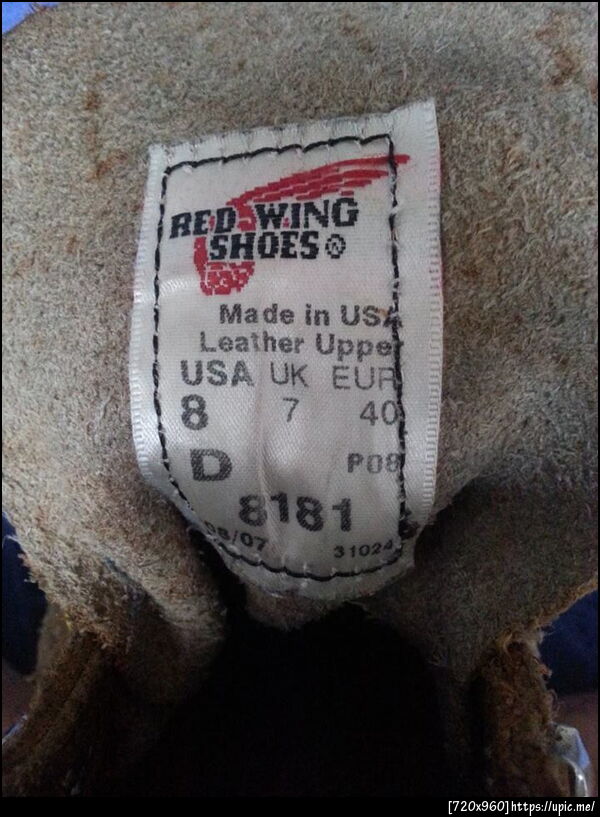 RED WING
SHOES®
Made in USA
Leather Upper
USA UK EUR
8 7 40
D P08
8181
08/07 31024
[720x960]https://upic.me/